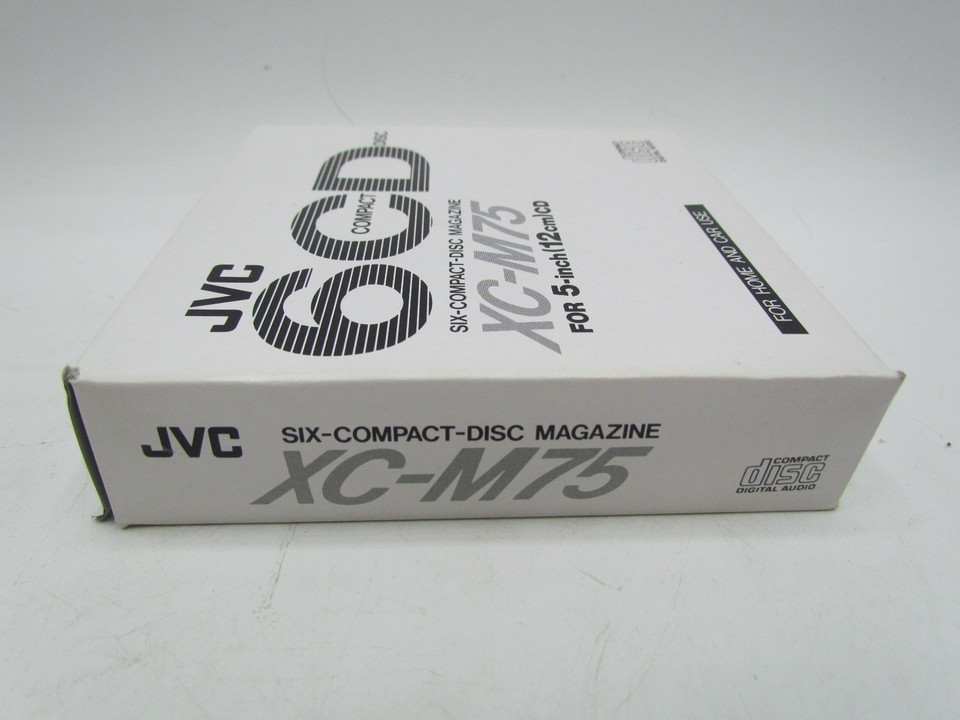 JVC
6CD
COMPACT
DISC
SIX-COMPACT-DISC MAGAZINE
XC-M75
FOR 5-inch(12cm)CD
FOR HOME AND CAR USE
JVC
SIX-COMPACT-DISC MAGAZINE
XC-M75
COMPACT
disc
DIGITAL AUDIO